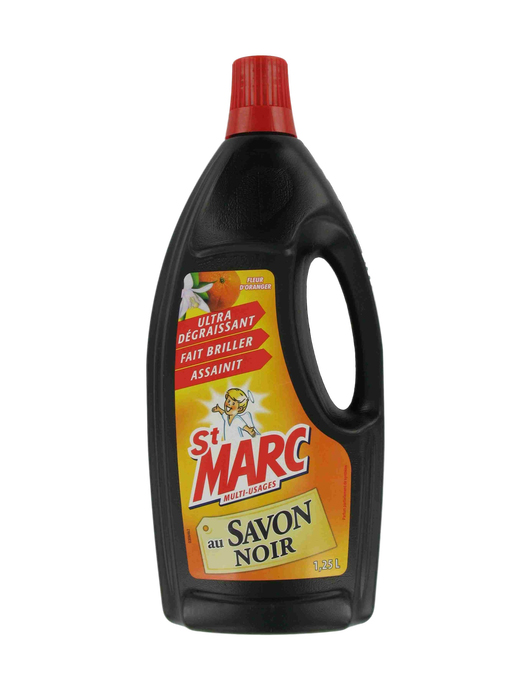 FLEUR
D'ORANGER
ULTRA
DÉGRAISSANT
FAIT BRILLER
ASSAINIT
St
MARC
MULTI-USAGES
au SAVON
NOIR
1,25 L